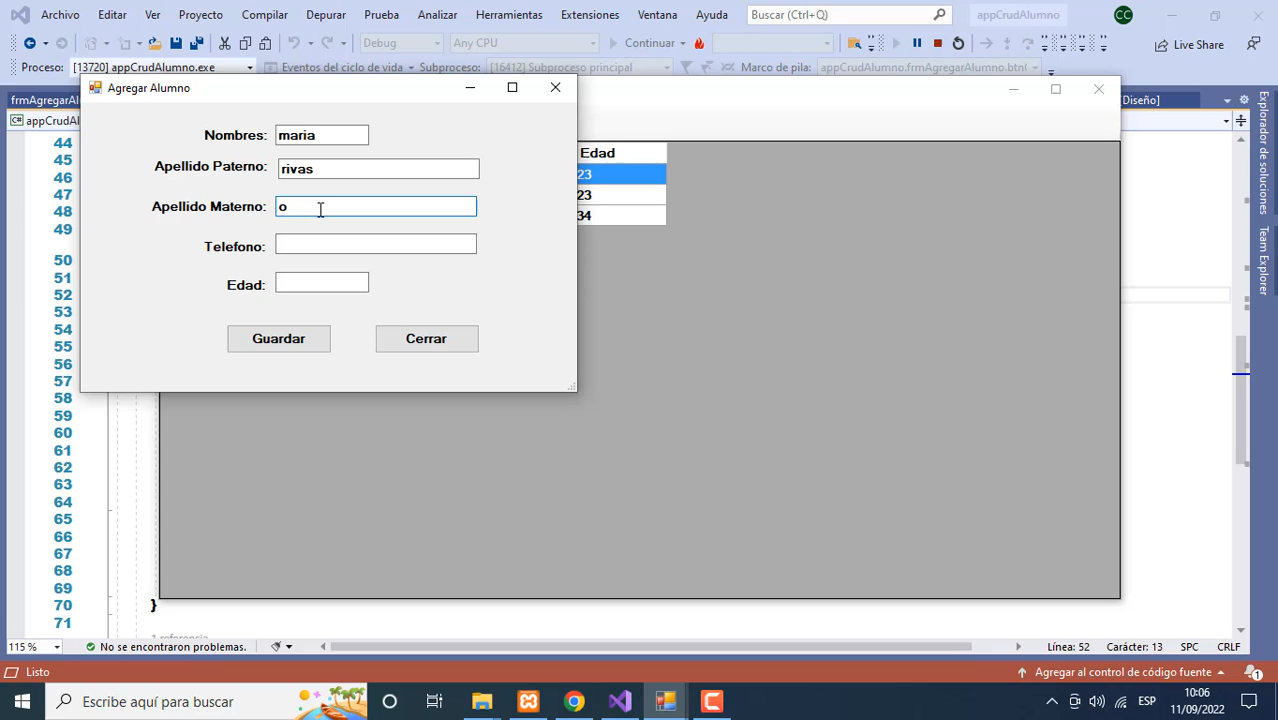 Archivo Editar Ver Proyecto Compilar Depurar Prueba Analizar Herramientas Extensiones Ventana Ayuda Buscar (Ctrl+Q) appCrudAlumno CC
Debug Any CPU Continuar Live Share
Proceso: [13720] appCrudAlumno.exe Eventos del ciclo de vida Subproceso: [16412] Subproceso principal Marco de pila: appCrudAlumno.frmAgregarAlumno.btnl
frmAgregarAl [Diseño]
appCrudAl
Explorador de pruebas
Team Explorer
Agregar Alumno
Nombres: maria
Apellido Paterno: rivas
Apellido Materno: o
Telefono:
Edad:
Guardar Cerrar
Edad
23
23
34
44
45
46
47
48
49
50
51
52
53
54
55
56
57
58
59
60
61
62
63
64
65
66
67
68
69
70 }
71
1 referencia
115 % No se encontraron problemas. Línea: 52 Carácter: 13 SPC CRLF
Listo Agregar al control de código fuente 1
Escribe aquí para buscar ESP 10:06
11/09/2022